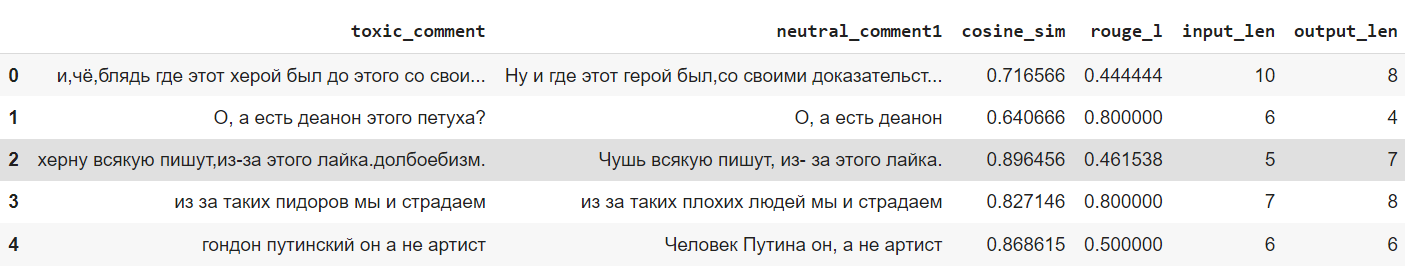 toxic_comment neutral_comment1 cosine_sim rouge_l input_len output_len
0 и,чё,блядь где этот херой был до этого со свои... Ну и где этот герой был,со своими доказательст... 0.716566 0.444444 10 8
1 О, а есть деанон этого петуха? О, а есть деанон 0.640666 0.800000 6 4
2 херну всякую пишут,из-за этого лайка.долбоебизм. Чушь всякую пишут, из- за этого лайка. 0.896456 0.461538 5 7
3 из за таких пидоров мы и страдаем из за таких плохих людей мы и страдаем 0.827146 0.800000 7 8
4 гондон путинский он а не артист Человек Путина он, а не артист 0.868615 0.500000 6 6